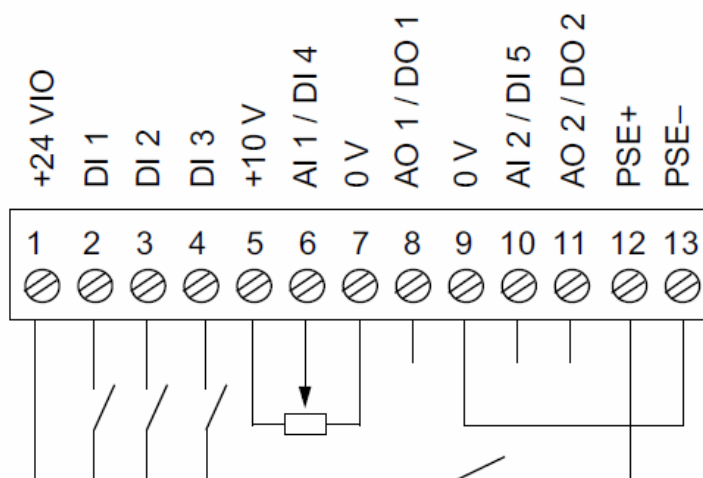 +24 VIO
DI 1
DI 2
DI 3
+10 V
AI 1 / DI 4
0 V
AO 1 / DO 1
0 V
AI 2 / DI 5
AO 2 / DO 2
PSE+
PSE–
1 2 3 4 5 6 7 8 9 10 11 12 13